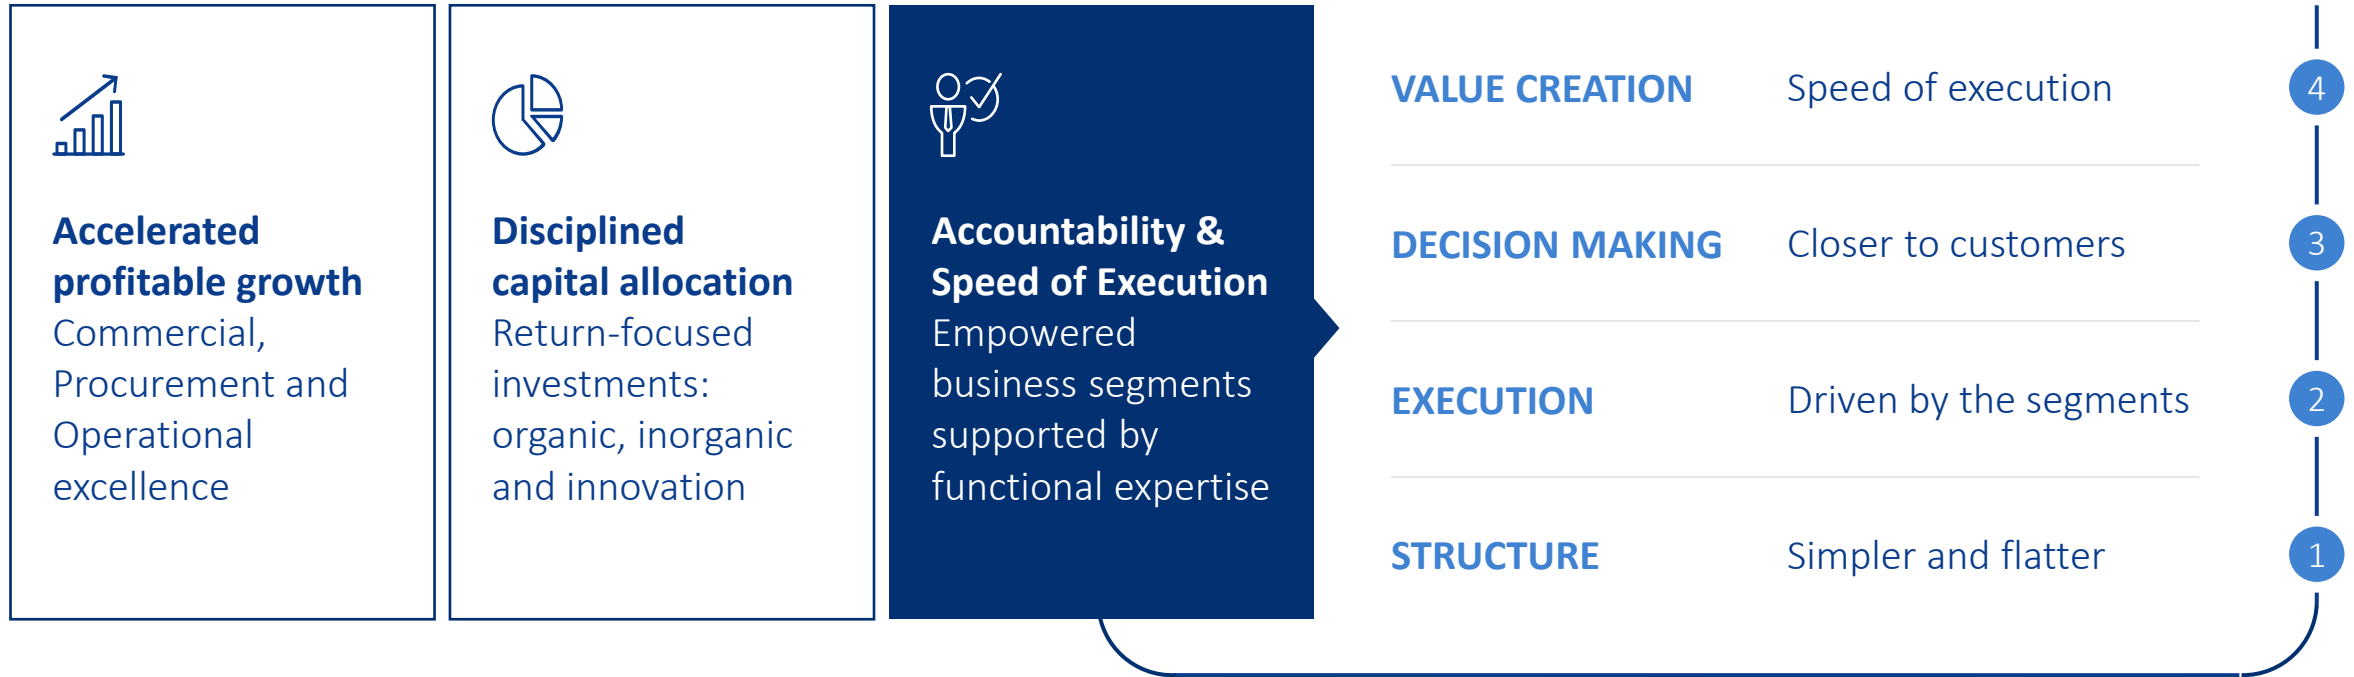 Accelerated
profitable growth
Commercial,
Procurement and
Operational
excellence
Disciplined
capital allocation
Return-focused
investments:
organic, inorganic
and innovation
Accountability &
Speed of Execution
Empowered
business segments
supported by
functional expertise
VALUE CREATION Speed of execution 4
DECISION MAKING Closer to customers 3
EXECUTION Driven by the segments 2
STRUCTURE Simpler and flatter 1